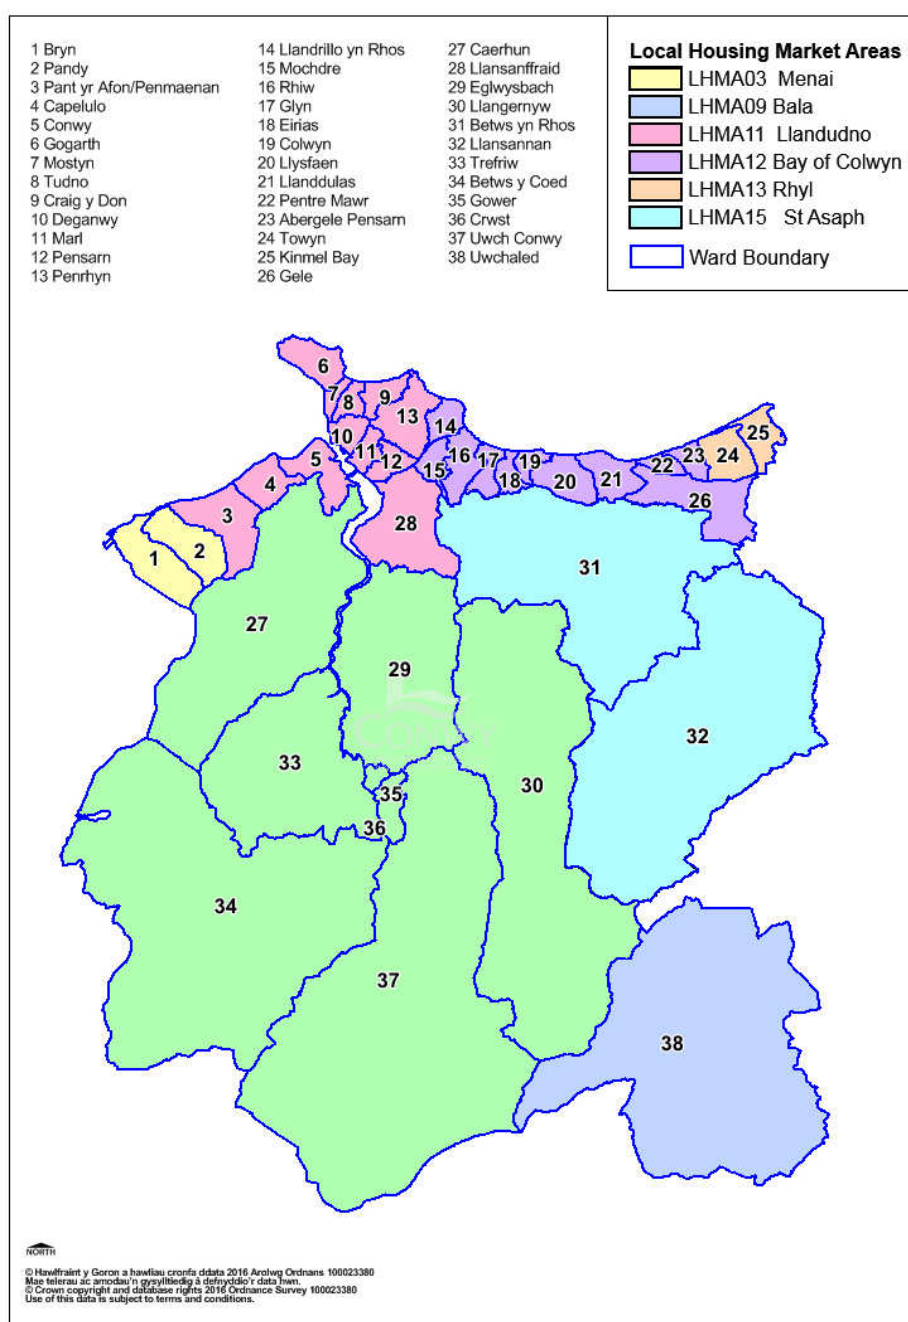 1 Bryn
2 Pandy
3 Pant yr Afon/Penmaenan
4 Capelulo
5 Conwy
6 Gogarth
7 Mostyn
8 Tudno
9 Craig y Don
10 Deganwy
11 Marl
12 Pensarn
13 Penrhyn
14 Llandrillo yn Rhos
15 Mochdre
16 Rhiw
17 Glyn
18 Eirias
19 Colwyn
20 Llysfaen
21 Llanddulas
22 Pentre Mawr
23 Abergele Pensarn
24 Towyn
25 Kinmel Bay
26 Gele
27 Caerhun
28 Llansanffraid
29 Eglwysbach
30 Llangernyw
31 Betws yn Rhos
32 Llansannan
33 Trefriw
34 Betws y Coed
35 Gower
36 Crwst
37 Uwch Conwy
38 Uwchaled
Local Housing Market Areas
LHMA03 Menai
LHMA09 Bala
LHMA11 Llandudno
LHMA12 Bay of Colwyn
LHMA13 Rhyl
LHMA15 St Asaph
Ward Boundary
6
7
8
9
13
10
11
12
14
15
16
17
18
19
20
21
22
23
24
25
26
5
4
3
2
1
28
31
27
29
32
33
30
35
36
34
37
38
CONWY
NORTH
© Hawlfraint y Goron a hawliau cronfa ddata 2016 Arolwg Ordnans 100023380
Mae telerau ac amodau'n gysylltiedig â defnyddio'r data hwn.
© Crown copyright and database rights 2016 Ordnance Survey 100023380
Use of this data is subject to terms and conditions.